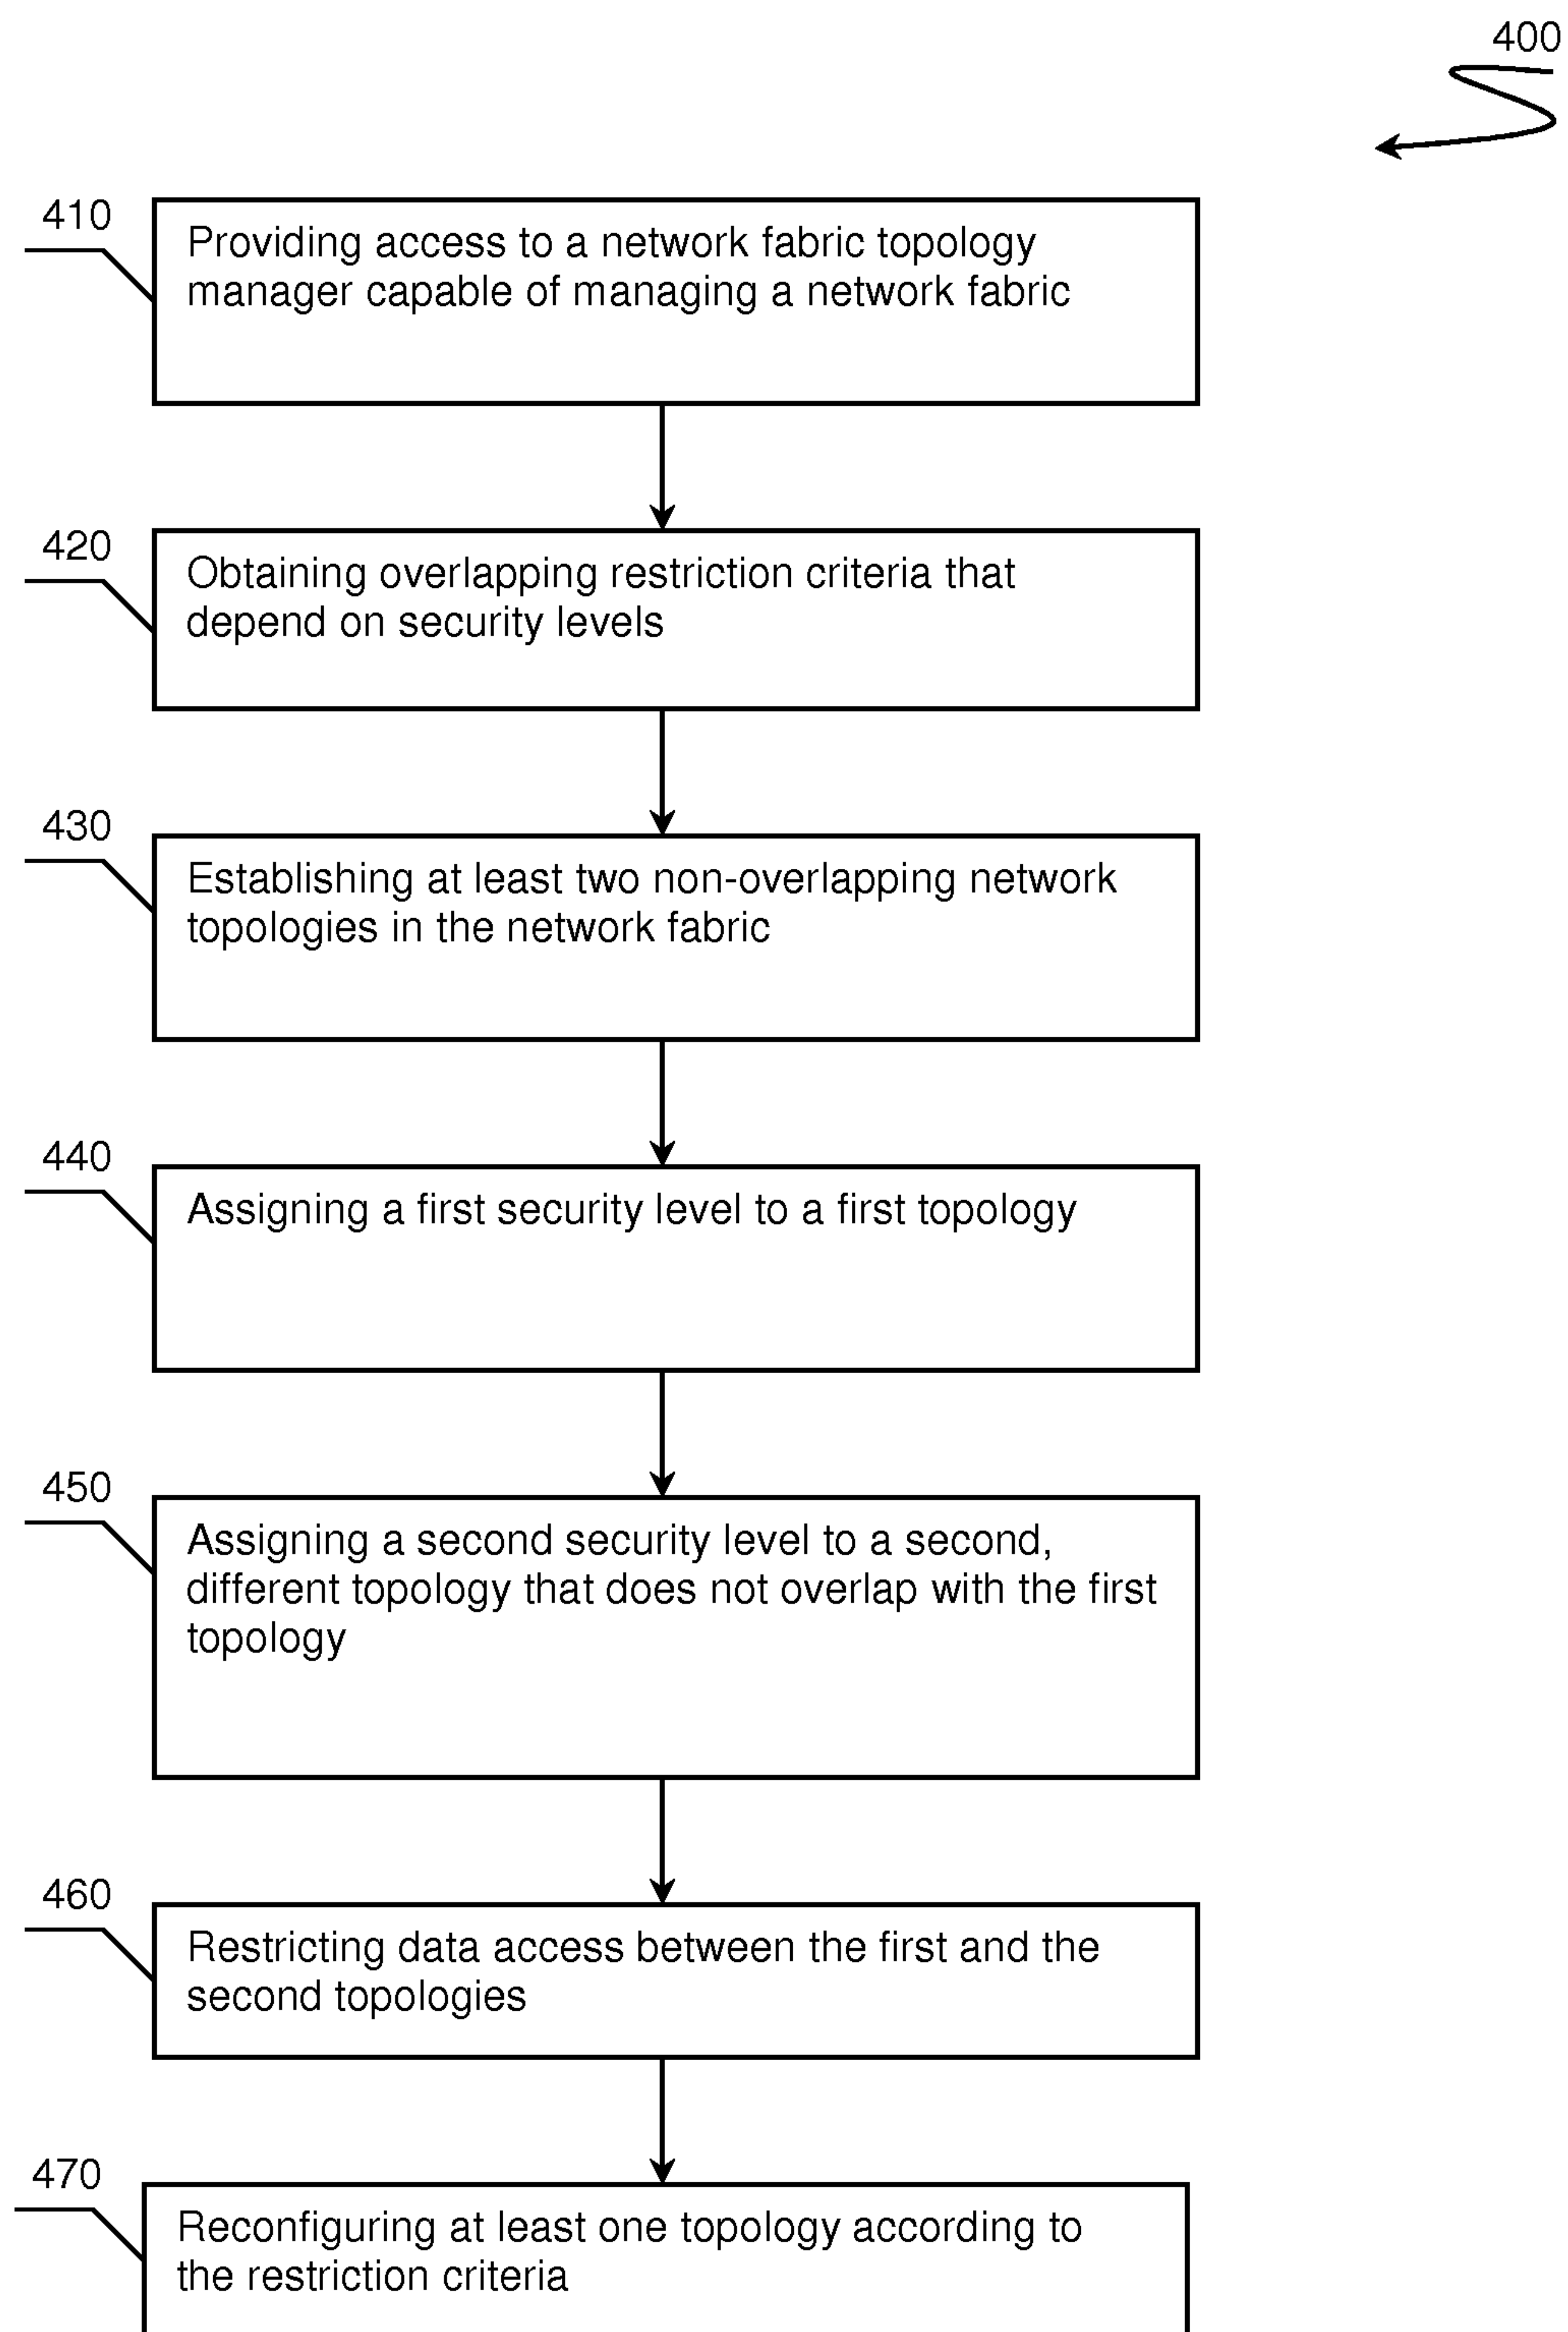 400
410
Providing access to a network fabric topology
manager capable of managing a network fabric
420
Obtaining overlapping restriction criteria that
depend on security levels
430
Establishing at least two non-overlapping network
topologies in the network fabric
440
Assigning a first security level to a first topology
450
Assigning a second security level to a second,
different topology that does not overlap with the first
topology
460
Restricting data access between the first and the
second topologies
470
Reconfiguring at least one topology according to
the restriction criteria